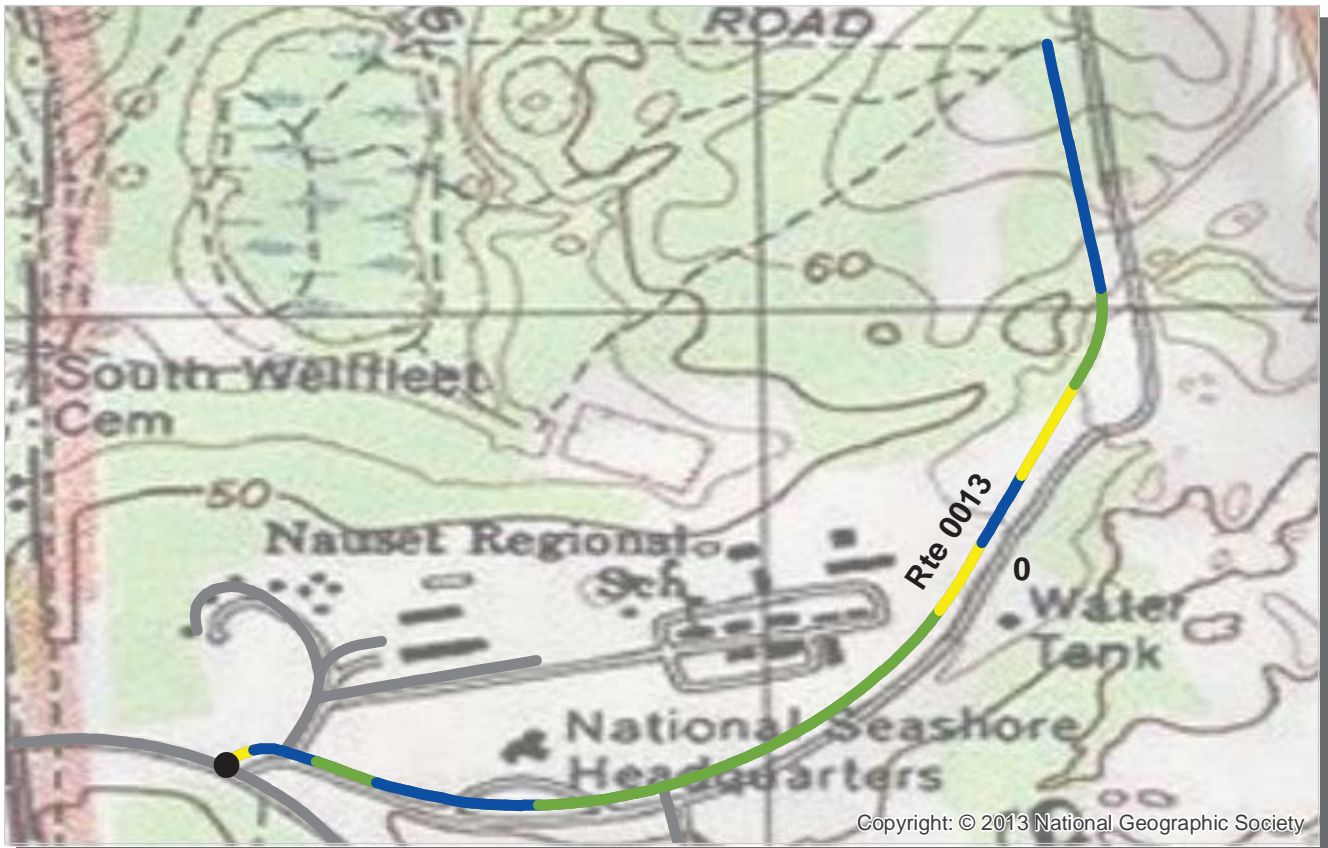 ROAD
60
South Wellfleet
Cem
50
Nauset Regional
Sch
Rte 0013
0
Water
Tank
National Seashore
Headquarters
Copyright: © 2013 National Geographic Society